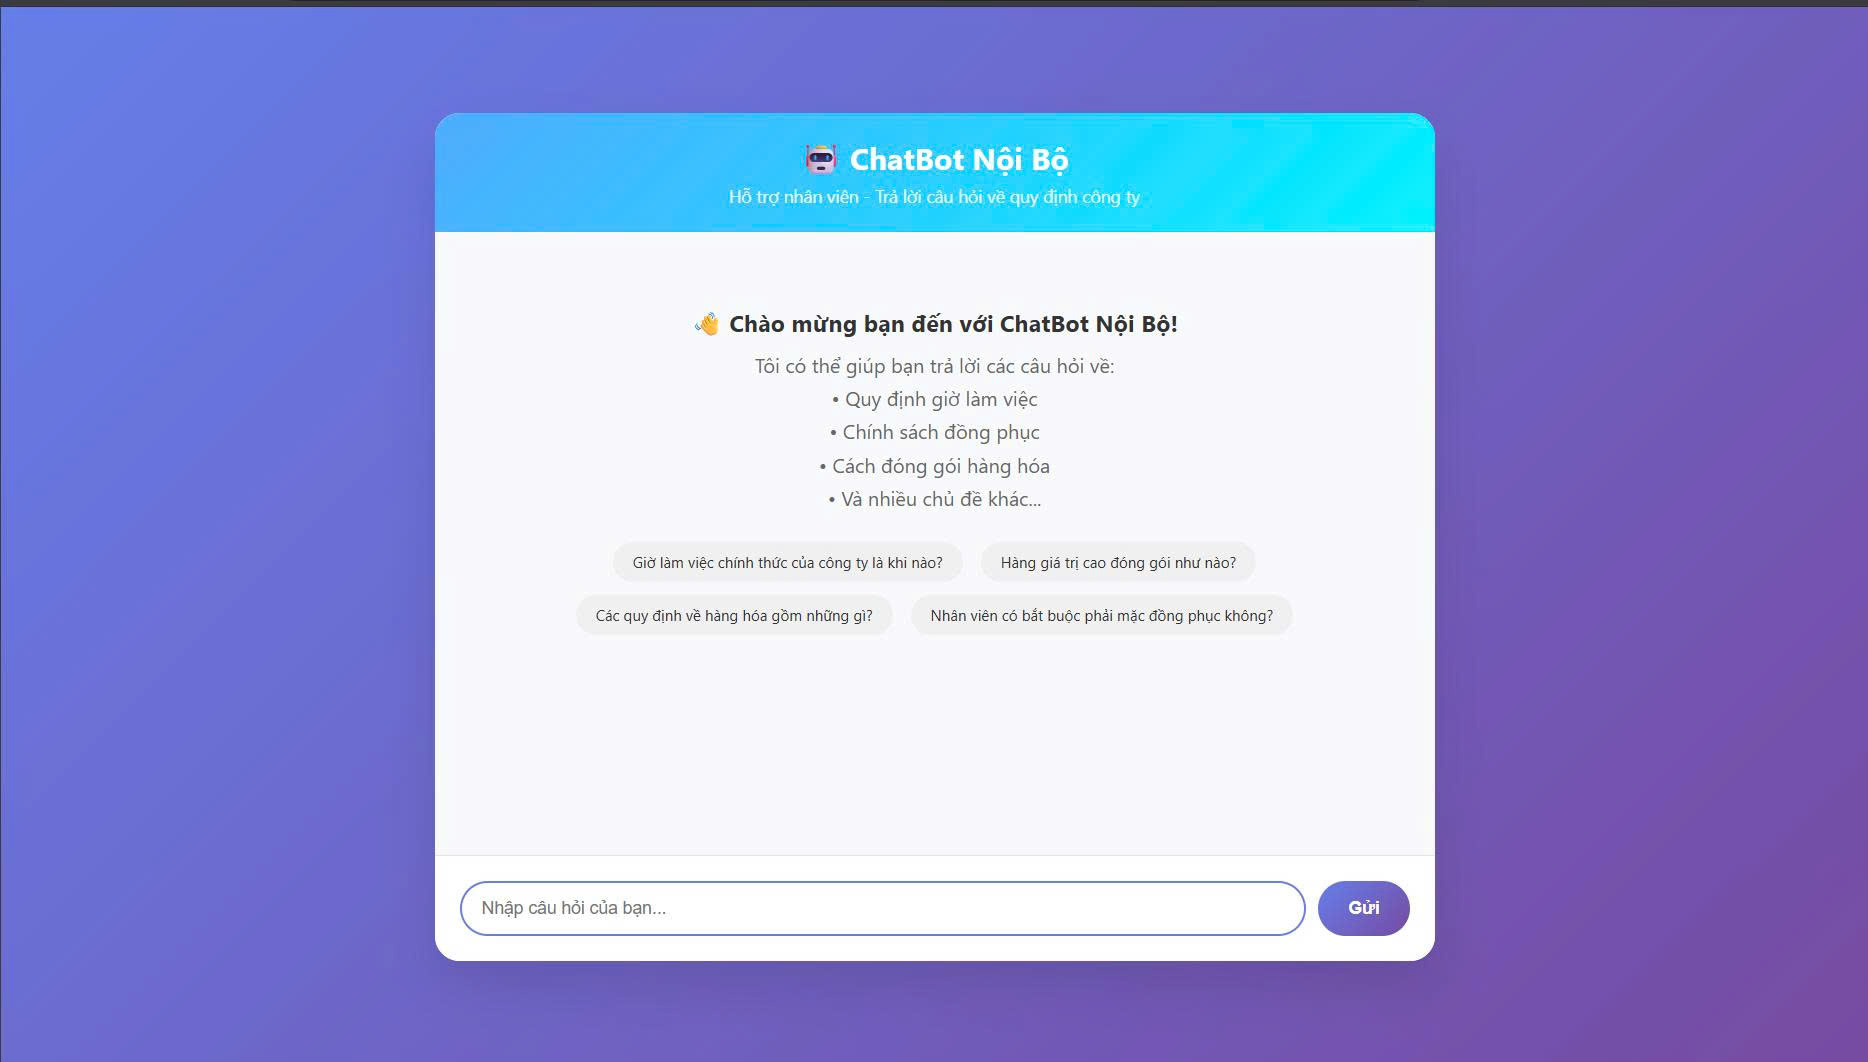 ChatBot Nội Bộ
Hỗ trợ nhân viên - Trả lời câu hỏi về quy định công ty
Chào mừng bạn đến với ChatBot Nội Bộ!
Tôi có thể giúp bạn trả lời các câu hỏi về:
• Quy định giờ làm việc
• Chính sách đồng phục
• Cách đóng gói hàng hóa
• Và nhiều chủ đề khác...
Giờ làm việc chính thức của công ty là khi nào?
Hàng giá trị cao đóng gói như nào?
Các quy định về hàng hóa gồm những gì?
Nhân viên có bắt buộc phải mặc đồng phục không?
Nhập câu hỏi của bạn...
Gửi